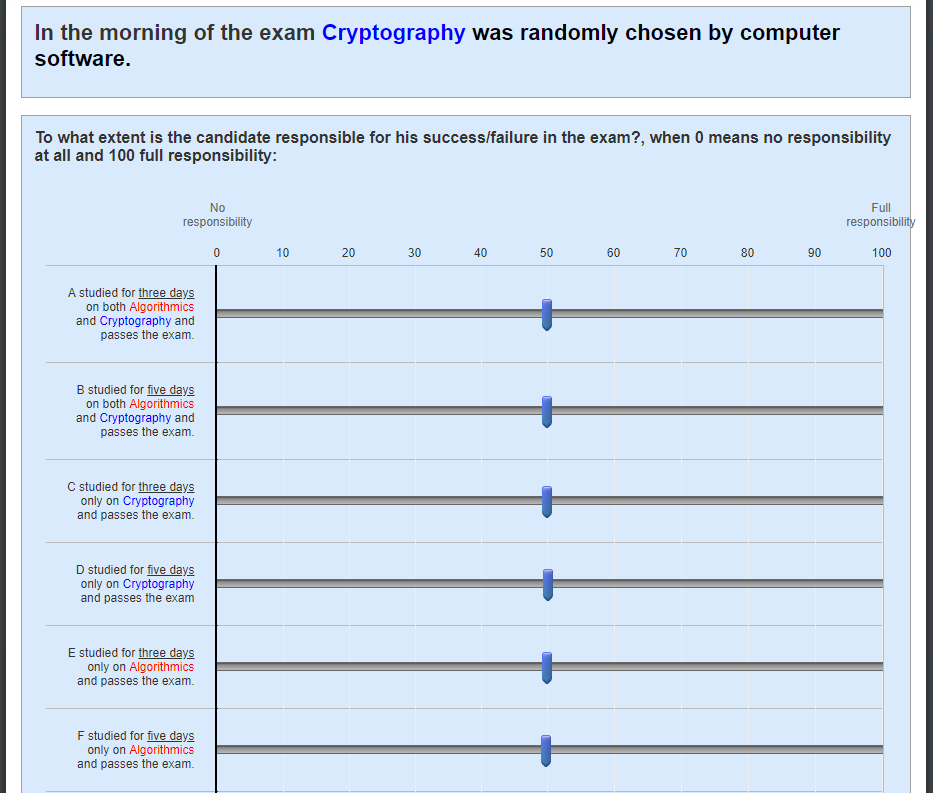 In the morning of the exam Cryptography was randomly chosen by computer
software.
To what extent is the candidate responsible for his success/failure in the exam?, when 0 means no responsibility
at all and 100 full responsibility:
No
responsibility
Full
responsibility
0 10 20 30 40 50 60 70 80 90 100
A studied for three days
on both Algorithmics
and Cryptography and
passes the exam.
B studied for five days
on both Algorithmics
and Cryptography and
passes the exam.
C studied for three days
only on Cryptography
and passes the exam.
D studied for five days
only on Cryptography
and passes the exam
E studied for three days
only on Algorithmics
and passes the exam.
F studied for five days
only on Algorithmics
and passes the exam.